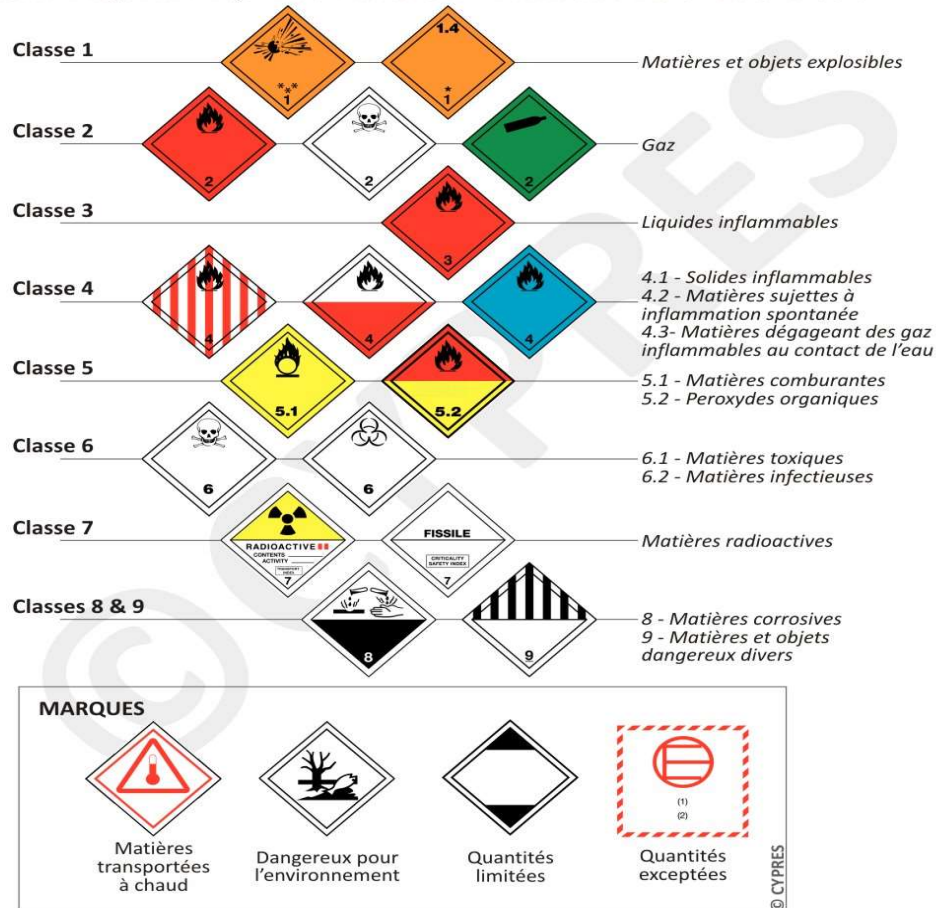 Classe 1
1.4
***
1
*
1
Matières et objets explosibles
Classe 2
2
2
2
Gaz
Classe 3
3
Liquides inflammables
Classe 4
4
4
4
4.1 - Solides inflammables
4.2 - Matières sujettes à
inflammation spontanée
4.3- Matières dégageant des gaz
inflammables au contact de l'eau
Classe 5
5.1
5.2
5.1 - Matières comburantes
5.2 - Peroxydes organiques
Classe 6
6
6
6.1 - Matières toxiques
6.2 - Matières infectieuses
Classe 7
RADIOACTIVE II
CONTENTS
ACTIVITY
TRANSPORT
INDEX
7
FISSILE
CRITICALITY
SAFETY INDEX
7
Matières radioactives
Classes 8 & 9
8
9
8 - Matières corrosives
9 - Matières et objets
dangereux divers
MARQUES
Matières
transportées
à chaud
Dangereux pour
l'environnement
Quantités
limitées
E
(1)
(2)
Quantités
exceptées
© CYPRES
©CYPRES